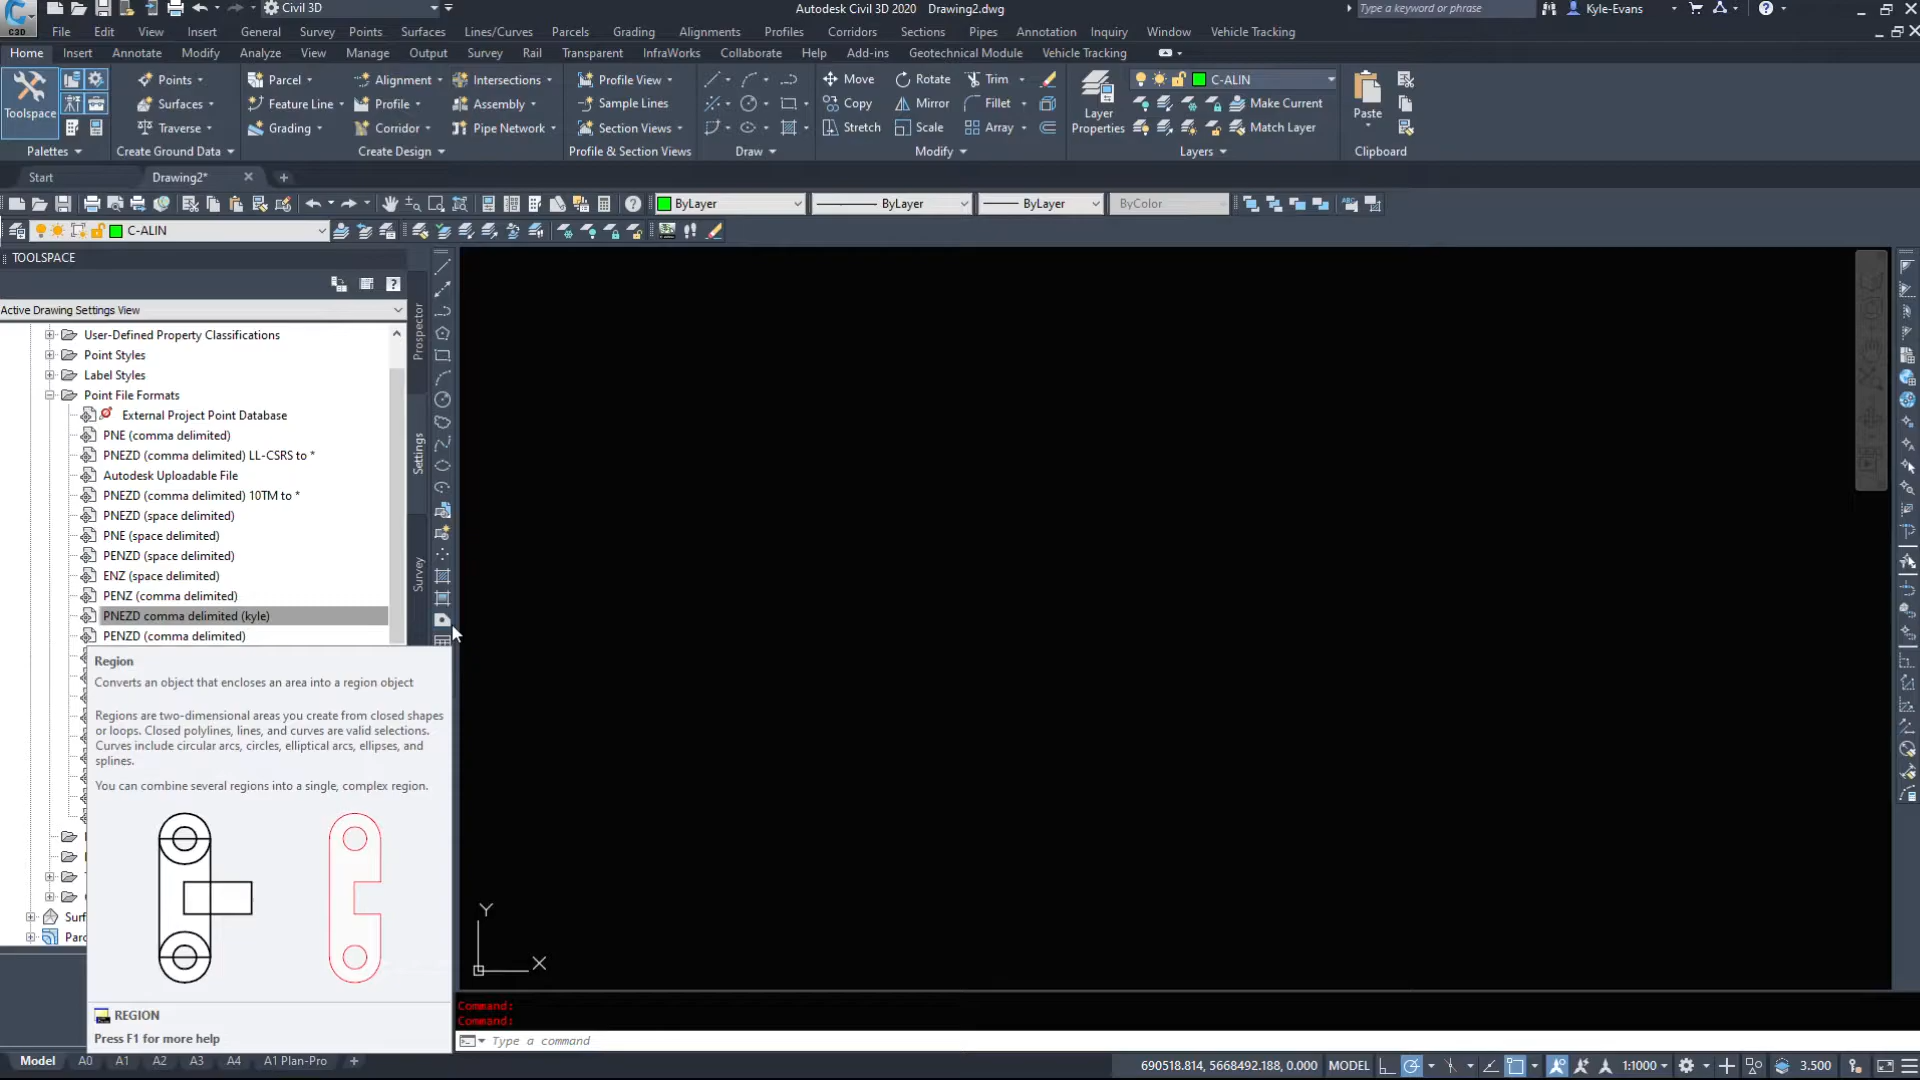 Civil 3D
Autodesk Civil 3D 2020 Drawing2.dwg
Type a keyword or phrase
Kyle-Evans
C3D
File Edit View Insert General Survey Points Surfaces Lines/Curves Parcels Grading Alignments Profiles Corridors Sections Pipes Annotation Inquiry Window Vehicle Tracking
Home Insert Annotate Modify Analyze View Manage Output Survey Rail Transparent InfraWorks Collaborate Help Add-ins Geotechnical Module Vehicle Tracking
Points Parcel Alignment Intersections Profile View Move Rotate Trim C-ALIN
Toolspace Surfaces Feature Line Profile Assembly Sample Lines Copy Mirror Fillet Layer Properties Make Current Paste
Traverse Grading Corridor Pipe Network Section Views Stretch Scale Array Match Layer
Palettes Create Ground Data Create Design Profile & Section Views Draw Modify Layers Clipboard
Start Drawing2*
ByLayer ByLayer ByLayer ByColor
C-ALIN
TOOLSPACE
Active Drawing Settings View
Prospector
Settings
Survey
User-Defined Property Classifications
Point Styles
Label Styles
Point File Formats
External Project Point Database
PNE (comma delimited)
PNEZD (comma delimited) LL-CSRS to *
Autodesk Uploadable File
PNEZD (comma delimited) 10TM to *
PNEZD (space delimited)
PNE (space delimited)
PENZD (space delimited)
ENZ (space delimited)
PENZ (comma delimited)
PNEZD comma delimited (kyle)
PENZD (comma delimited)
Region
Converts an object that encloses an area into a region object
Regions are two-dimensional areas you create from closed shapes
or loops. Closed polylines, lines, and curves are valid selections.
Curves include circular arcs, circles, elliptical arcs, ellipses, and
splines.
You can combine several regions into a single, complex region.
Surf
Parc
REGION
Press F1 for more help
Y
X
Command:
Command:
Type a command
Model A0 A1 A2 A3 A4 A1 Plan-Pro +
690518.814, 5668492.188, 0.000 MODEL 1:1000 3.500